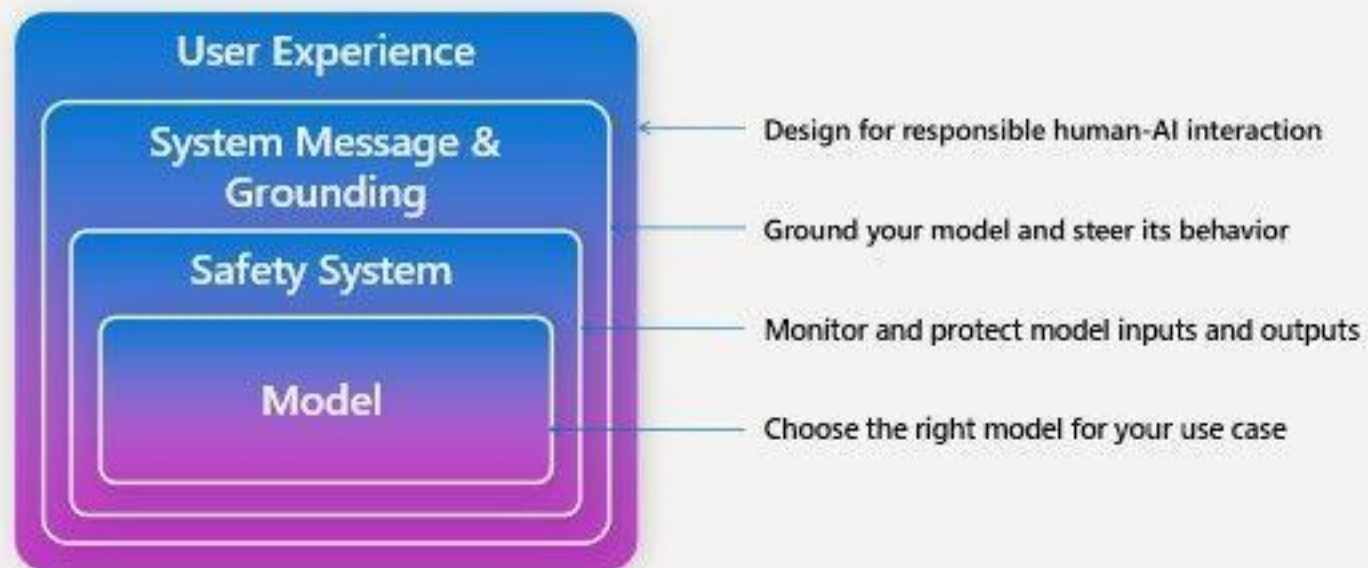 User Experience
System Message &
Grounding
Safety System
Model
Design for responsible human-AI interaction
Ground your model and steer its behavior
Monitor and protect model inputs and outputs
Choose the right model for your use case